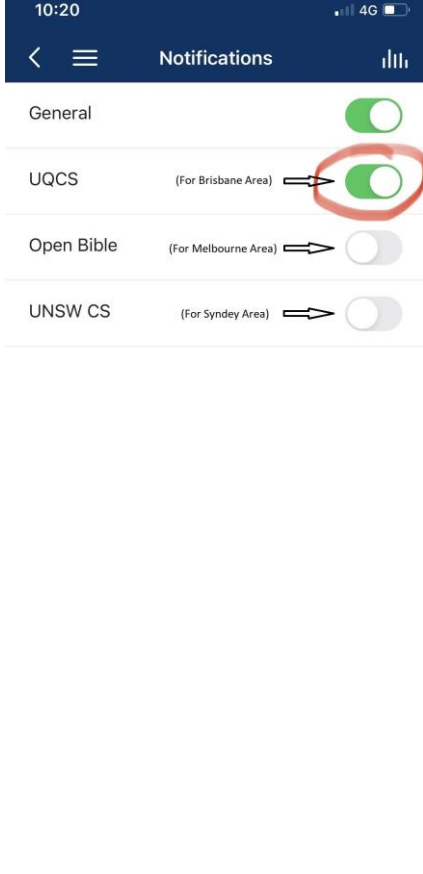 10:20
4G
Notifications
General
UQCS (For Brisbane Area)
Open Bible (For Melbourne Area)
UNSW CS (For Syndey Area)